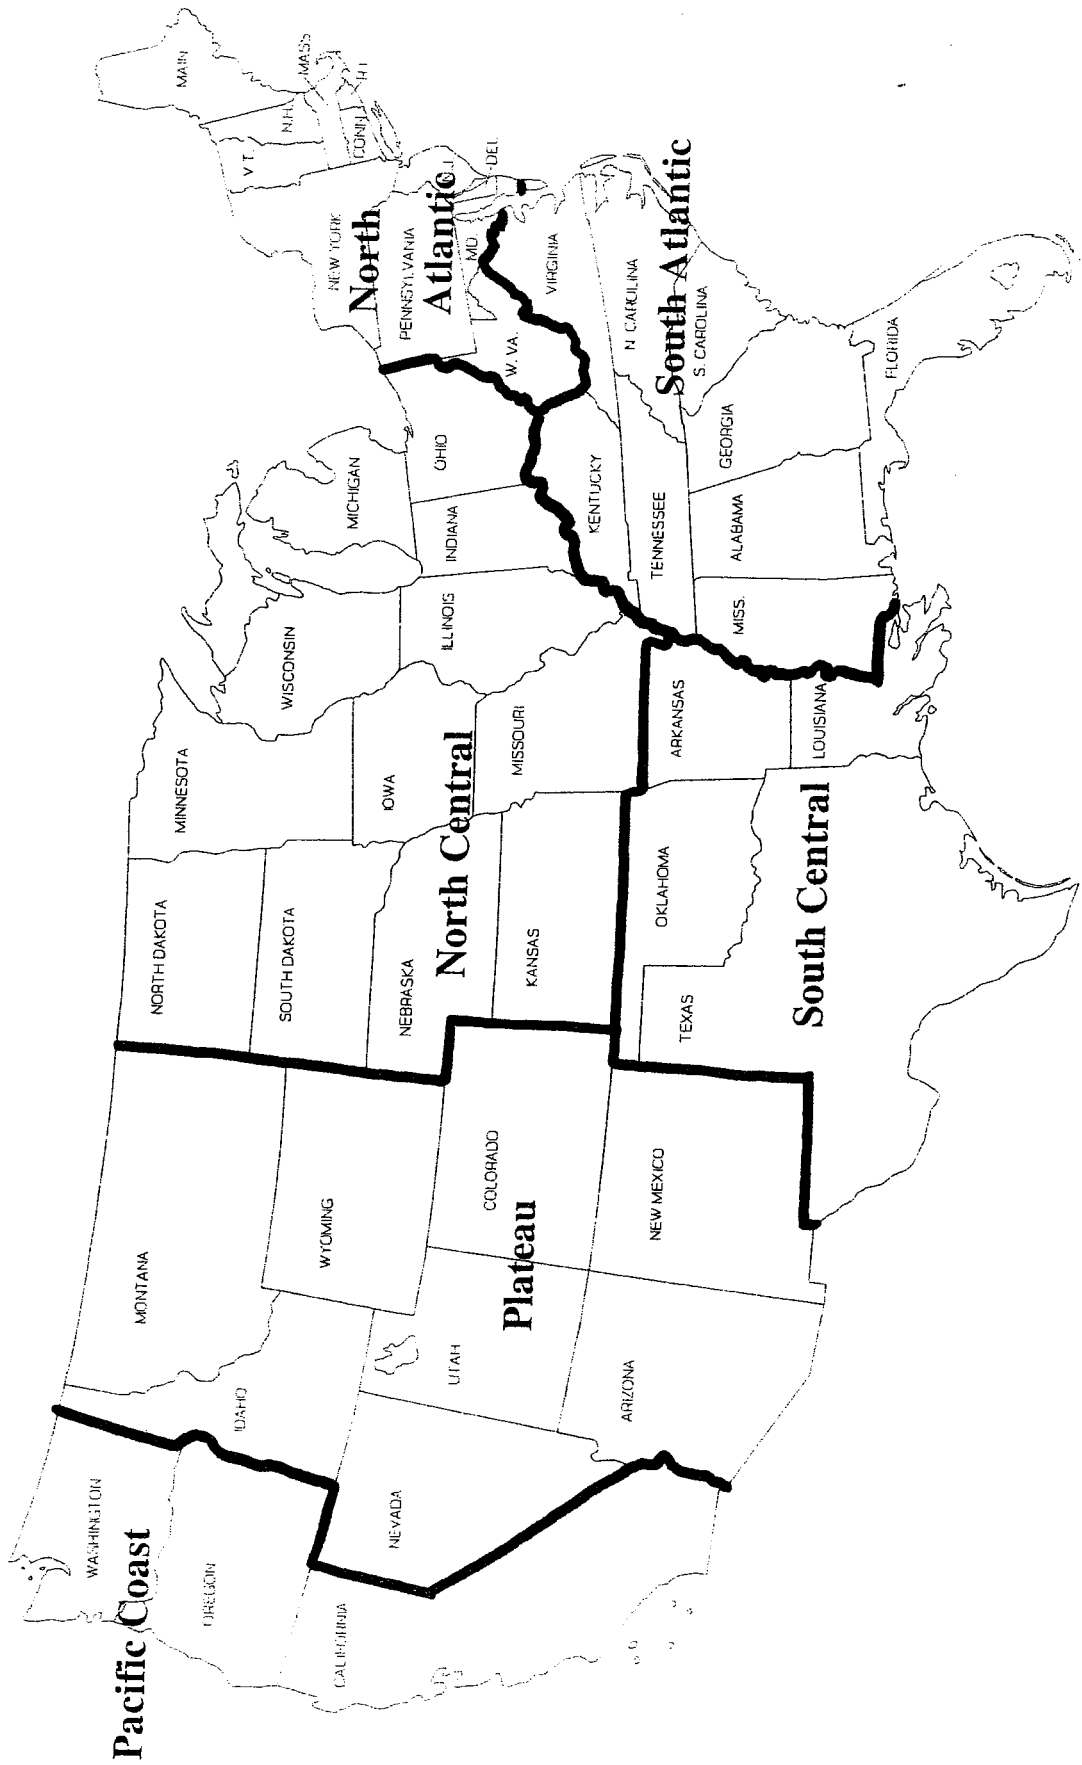 WASHINGTON
Pacific Coast
OREGON
CALIFORNIA
NEVADA
IDAHO
MONTANA
WYOMING
UTAH
COLORADO
Plateau
ARIZONA
NEW MEXICO
NORTH DAKOTA
SOUTH DAKOTA
NEBRASKA
KANSAS
North Central
MINNESOTA
IOWA
MISSOURI
WISCONSIN
ILLINOIS
MICHIGAN
INDIANA
OHIO
TEXAS
OKLAHOMA
ARKANSAS
LOUISIANA
South Central
MISS.
ALABAMA
TENNESSEE
KENTUCKY
GEORGIA
FLORIDA
S. CAROLINA
N CAROLINA
South Atlantic
VIRGINIA
W. VA.
MD.
DEL.
N.J.
PENNSYLVANIA
North
Atlantic
NEW YORK
V T.
N.H.
MAIN
MASS
CONN
R I